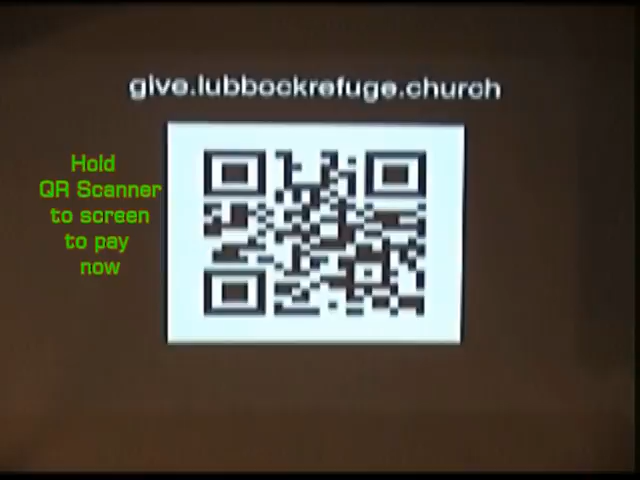 give.lubbockrefuge.church
Hold
QR Scanner
to screen
to pay
now